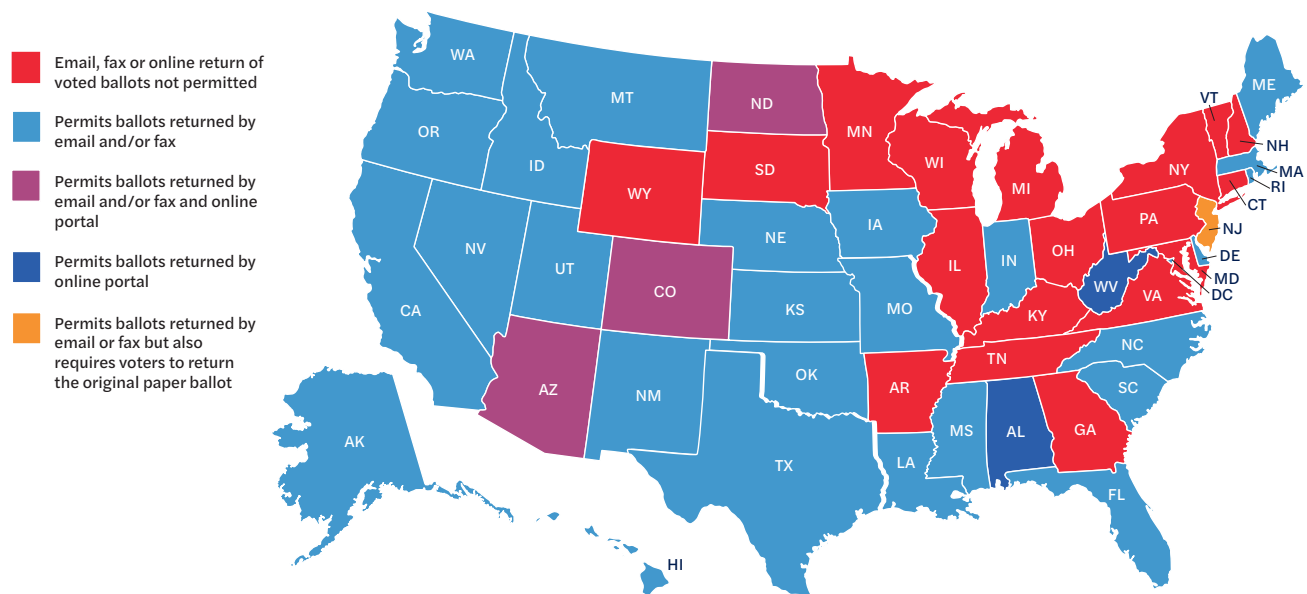 Email, fax or online return of
voted ballots not permitted
Permits ballots returned by
email and/or fax
Permits ballots returned by
email and/or fax and online
portal
Permits ballots returned by
online portal
Permits ballots returned by
email or fax but also
requires voters to return
the original paper ballot
WA
MT
ND
MN
OR
ID
WY
SD
WI
MI
NY
VT
ME
NH
MA
RI
CT
PA
NJ
DE
MD
DC
NV
UT
CO
NE
IA
IL
IN
OH
WV
VA
CA
KS
MO
KY
NC
TN
SC
AZ
NM
OK
AR
MS
AL
GA
AK
TX
LA
FL
HI